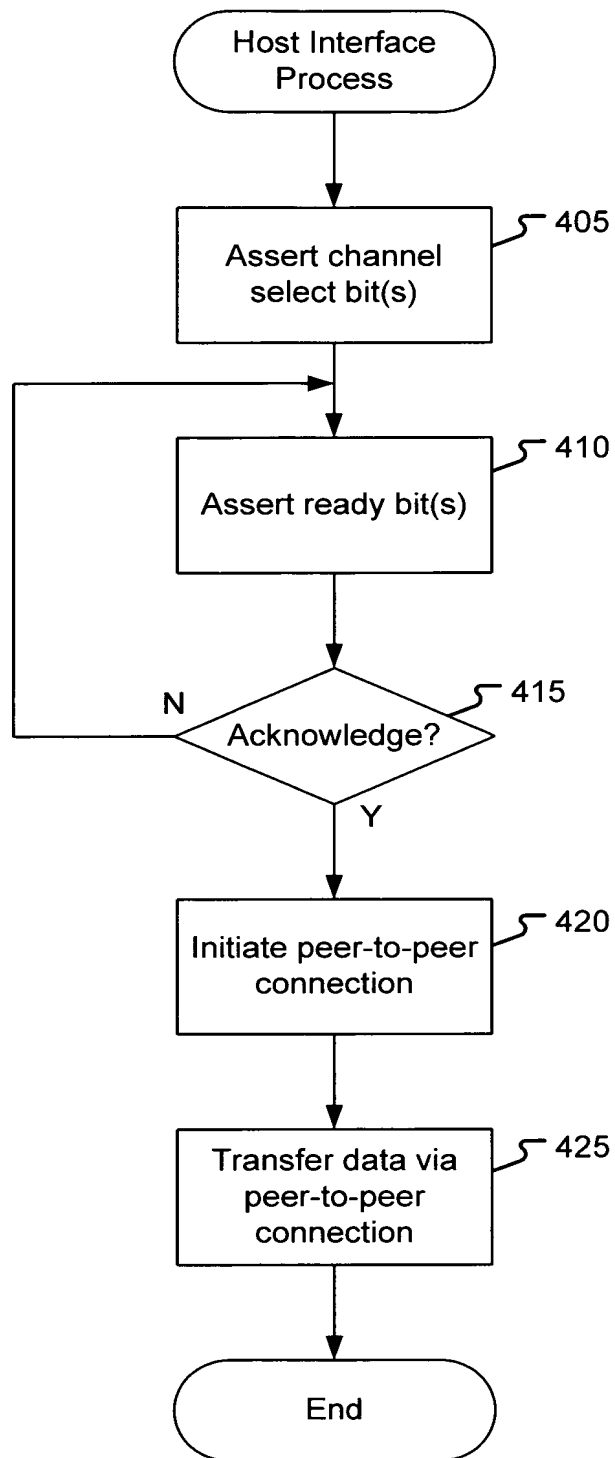 Host Interface
Process
405
Assert channel
select bit(s)
410
Assert ready bit(s)
415
N
Acknowledge?
Y
420
Initiate peer-to-peer
connection
425
Transfer data via
peer-to-peer
connection
End